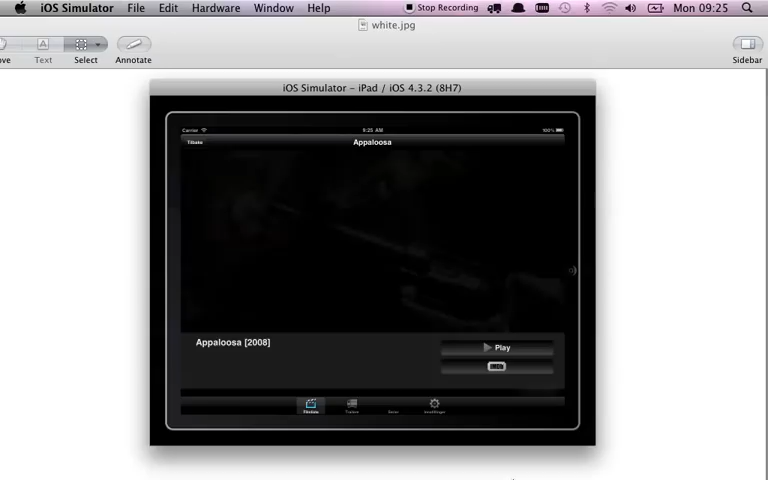 iOS Simulator File Edit Hardware Window Help Stop Recording Mon 09:25
white.jpg
Text Select Annotate Sidebar
iOS Simulator - iPad / iOS 4.3.2 (8H7)
Carrier 9:25 AM 100%
Tilbake Appaloosa
Appaloosa [2008]
Play